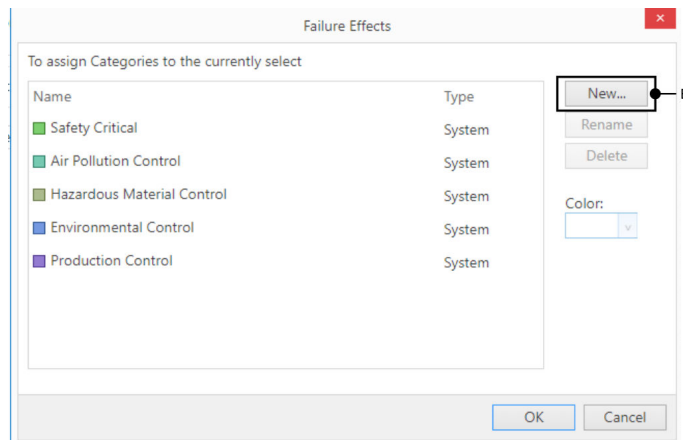 Failure Effects
To assign Categories to the currently select
Name Type
Safety Critical System
Air Pollution Control System
Hazardous Material Control System
Environmental Control System
Production Control System
New...
Rename
Delete
Color:
OK Cancel